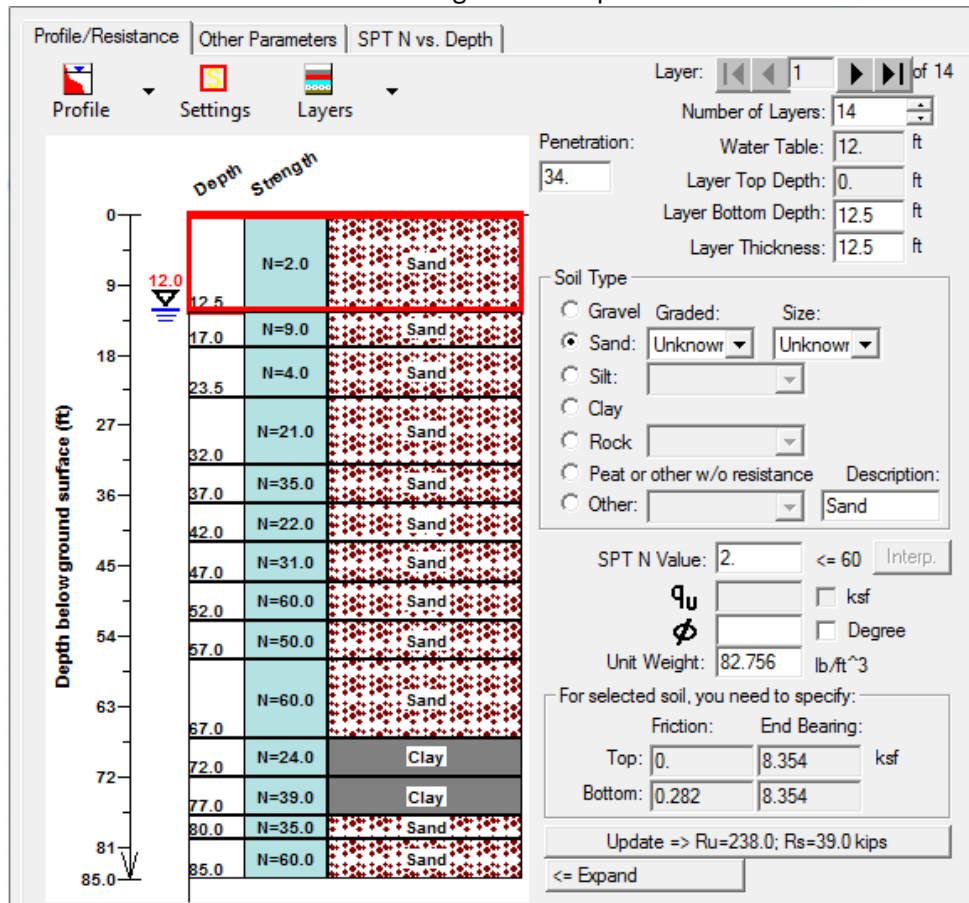 Profile/Resistance Other Parameters SPT N vs. Depth
Profile Settings Layers
Layer: 1 of 14
Number of Layers: 14
Penetration: Water Table: 12. ft
34. Layer Top Depth: 0. ft
Layer Bottom Depth: 12.5 ft
Layer Thickness: 12.5 ft
Depth Strength
Depth below ground surface (ft)
0
9
18
27
36
45
54
63
72
81
85.0
12.0
N=2.0 Sand
12.5
N=9.0 Sand
17.0
N=4.0 Sand
23.5
N=21.0 Sand
32.0
N=35.0 Sand
37.0
N=22.0 Sand
42.0
N=31.0 Sand
47.0
N=60.0 Sand
52.0
N=50.0 Sand
57.0
N=60.0 Sand
67.0
N=24.0 Clay
72.0
N=39.0 Clay
77.0
N=35.0 Sand
80.0
N=60.0 Sand
85.0
Soil Type
Gravel Graded: Size:
Sand: Unknowr Unknowr
Silt:
Clay
Rock
Peat or other w/o resistance Description:
Other: Sand
SPT N Value: 2. <= 60 Interp.
qu ksf
ϕ Degree
Unit Weight: 82.756 lb/ft^3
For selected soil, you need to specify:
Friction: End Bearing:
Top: 0. 8.354 ksf
Bottom: 0.282 8.354
Update => Ru=238.0; Rs=39.0 kips
<= Expand